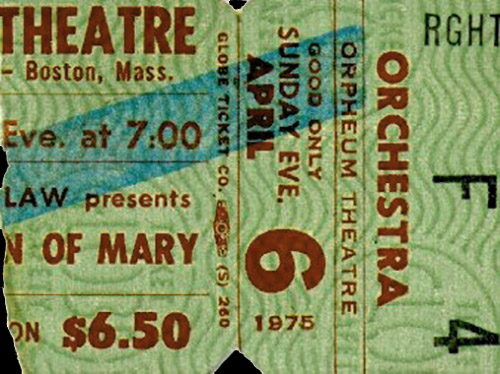 THEATRE
- Boston, Mass.
Eve. at 7:00
LAW presents
N OF MARY
ON $6.50
GLOBE TICKET CO. (S) 260
APRIL
SUNDAY EVE.
GOOD ONLY
6
1975
ORPHEUM THEATRE
ORCHESTRA
RGHT
F
4